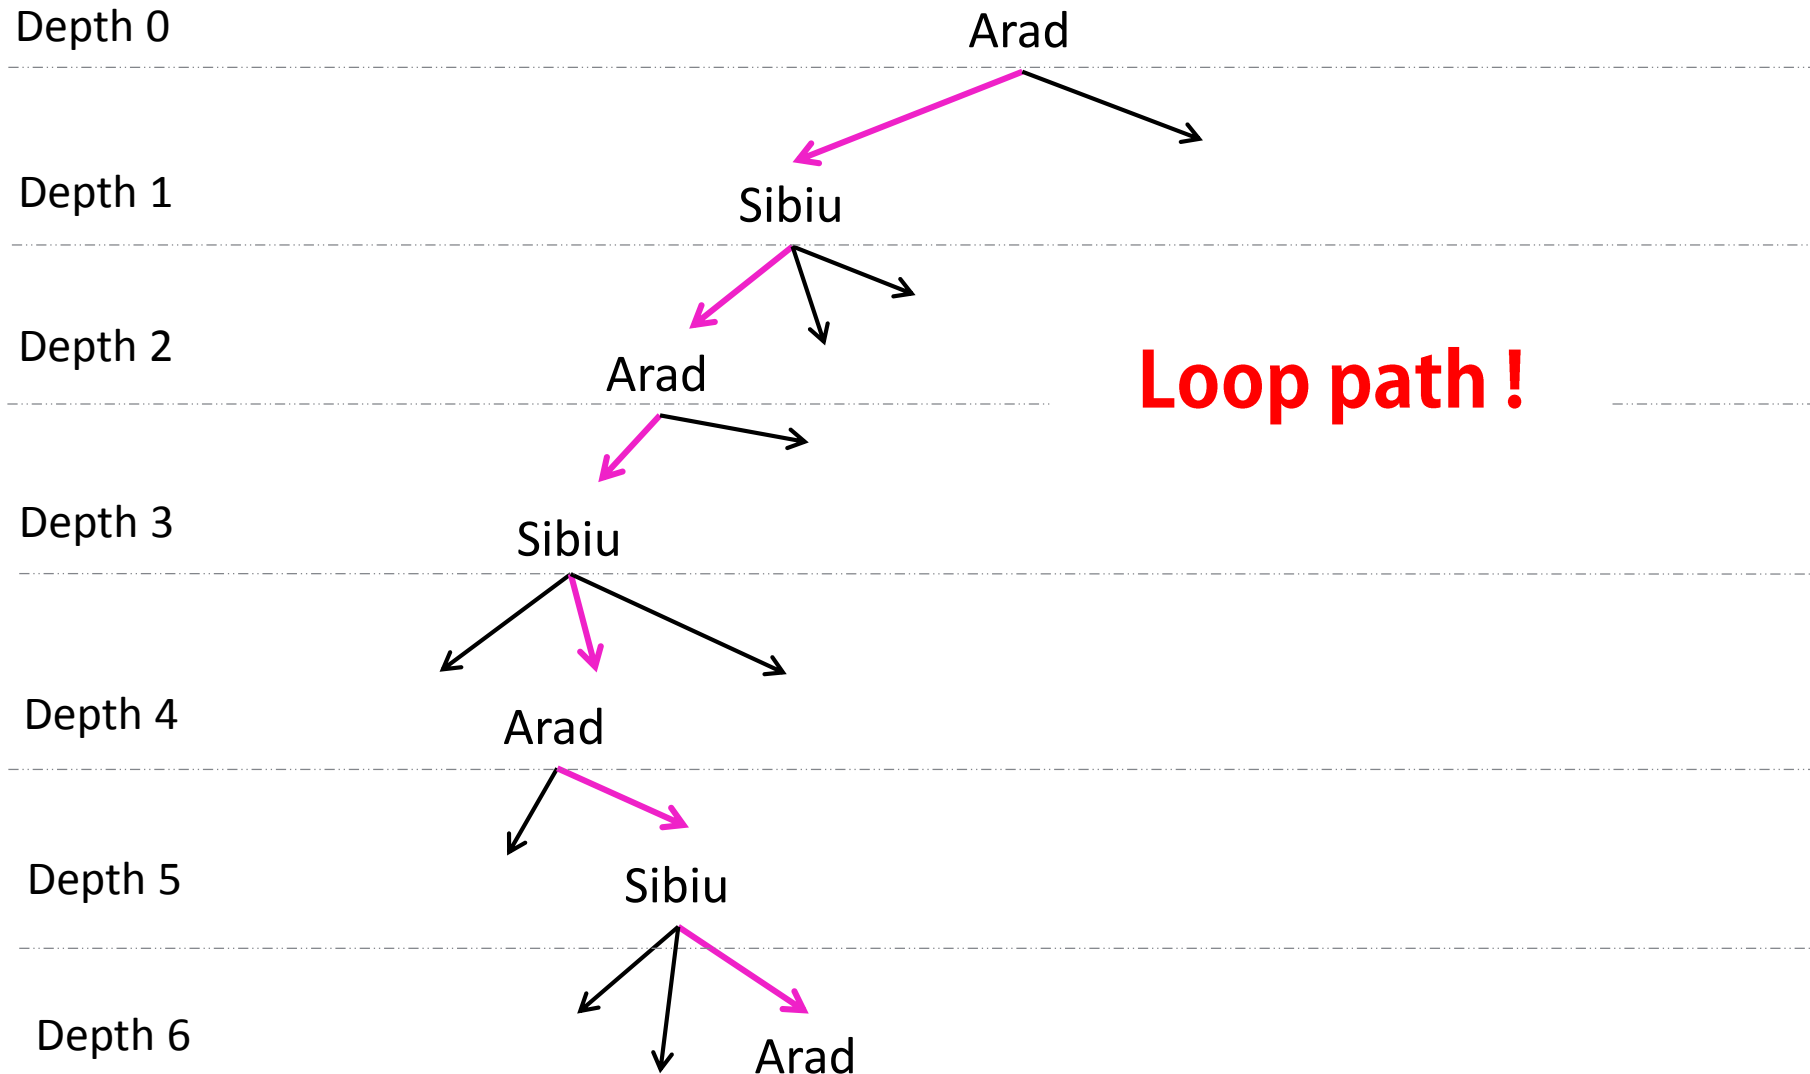 Depth 0
Arad
Depth 1
Sibiu
Depth 2
Arad
Loop path !
Depth 3
Sibiu
Depth 4
Arad
Depth 5
Sibiu
Depth 6
Arad